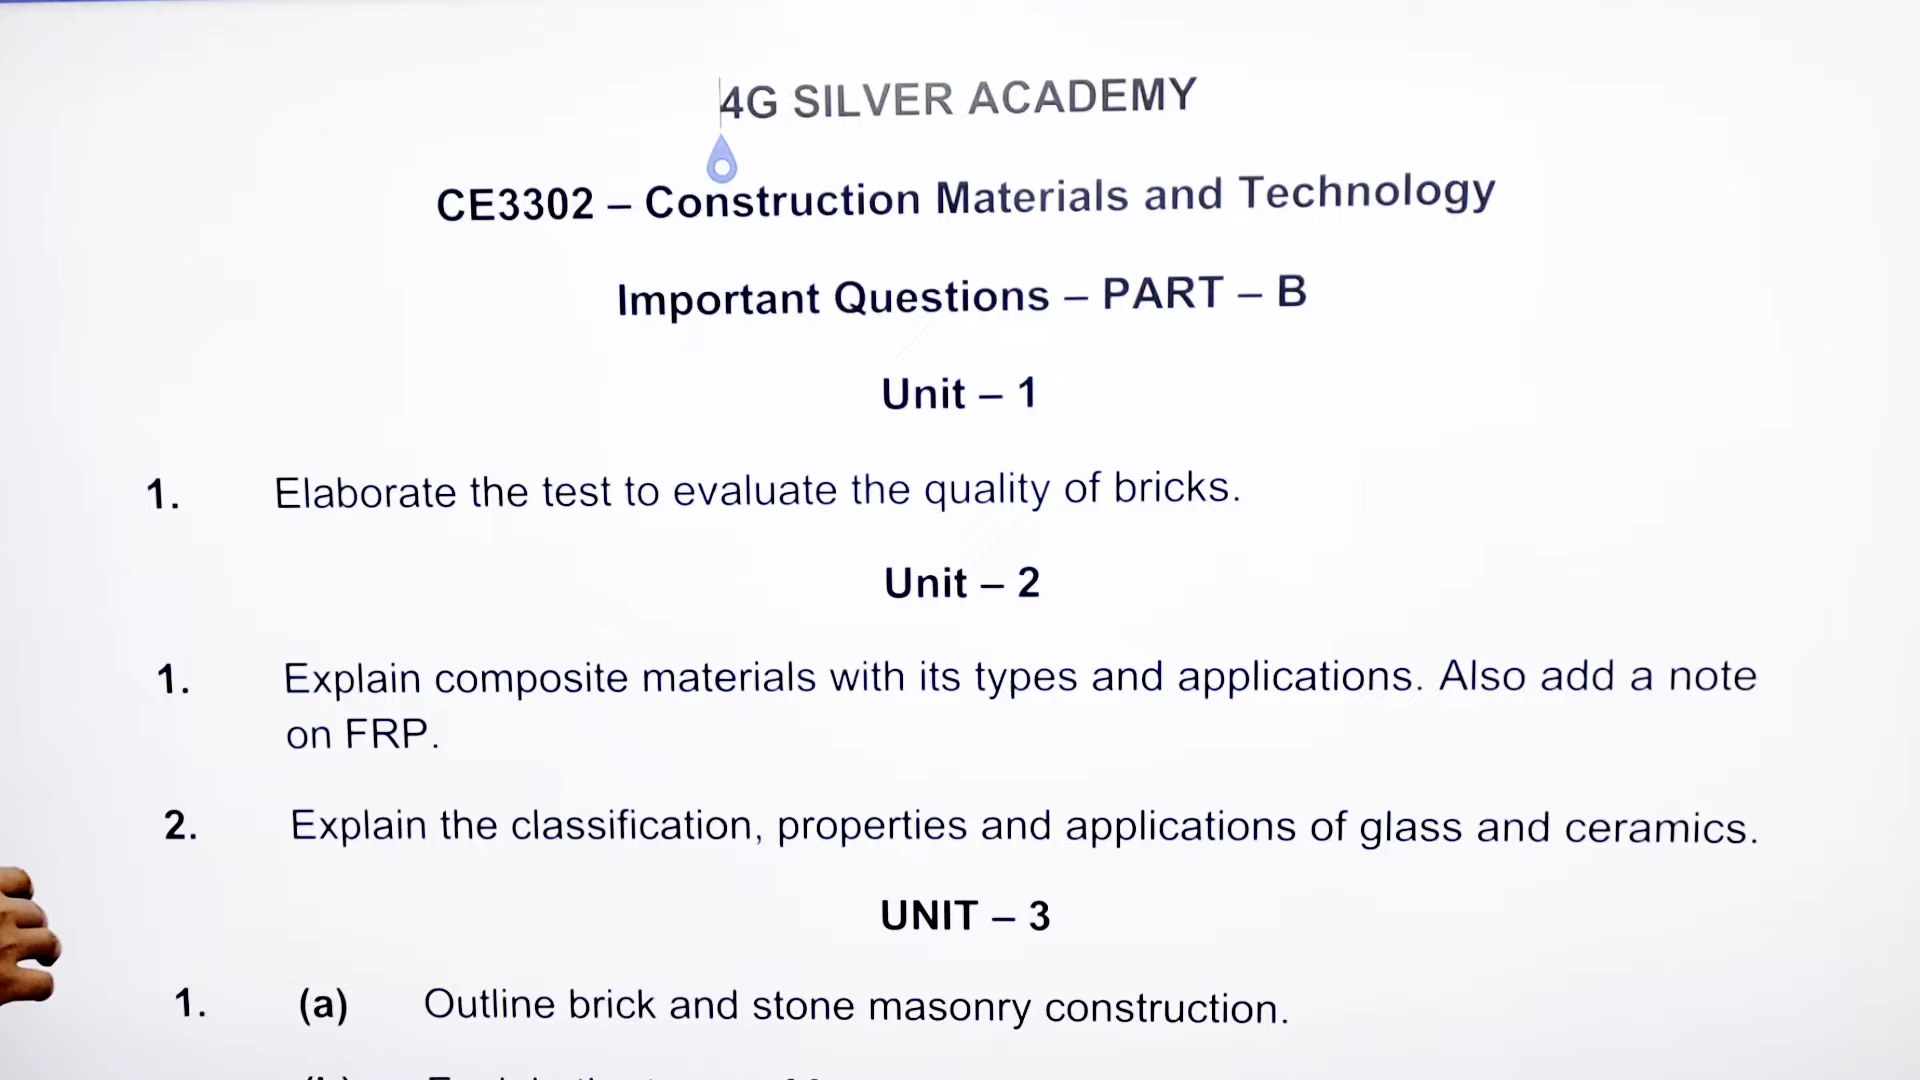 4G SILVER ACADEMY
CE3302 – Construction Materials and Technology
Important Questions – PART – B
Unit – 1
1. Elaborate the test to evaluate the quality of bricks.
Unit – 2
1. Explain composite materials with its types and applications. Also add a note
on FRP.
2. Explain the classification, properties and applications of glass and ceramics.
UNIT – 3
1. (a) Outline brick and stone masonry construction.